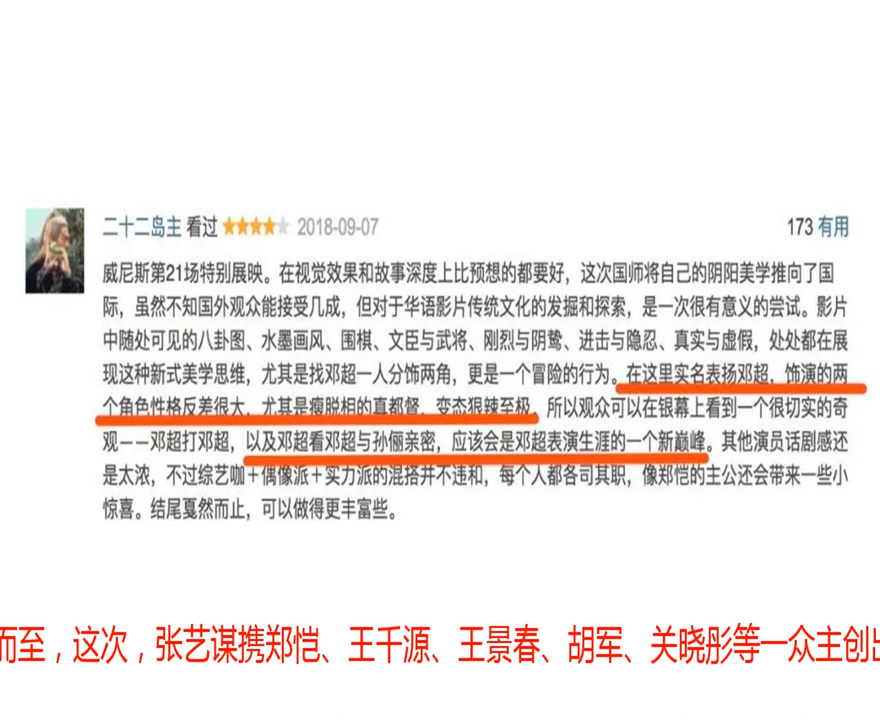 二十二岛主 看过 2018-09-07 173 有用
威尼斯第21场特别展映。在视觉效果和故事深度上比预想的都要好，这次国师将自己的阴阳美学推向了国
际，虽然不知国外观众能接受几成，但对于华语影片传统文化的发掘和探索，是一次很有意义的尝试。影片
中随处可见的八卦图、水墨画风、围棋、文臣与武将、刚烈与阴鸷、进击与隐忍、真实与虚假，处处都在展
现这种新式美学思维，尤其是找邓超一人分饰两角，更是一个冒险的行为。在这里实名表扬邓超，饰演的两
个角色性格反差很大，尤其是瘦脱相的真都督，变态狠辣至极。所以观众可以在银幕上看到一个很切实的奇
观——邓超打邓超，以及邓超看邓超与孙俪亲密，应该会是邓超表演生涯的一个新巅峰。其他演员话剧感还
是太浓，不过综艺咖＋偶像派＋实力派的混搭并不违和，每个人都各司其职，像郑恺的主公还会带来一些小
惊喜。结尾戛然而止，可以做得更丰富些。
而至，这次，张艺谋携郑恺、王千源、王景春、胡军、关晓彤等一众主创出